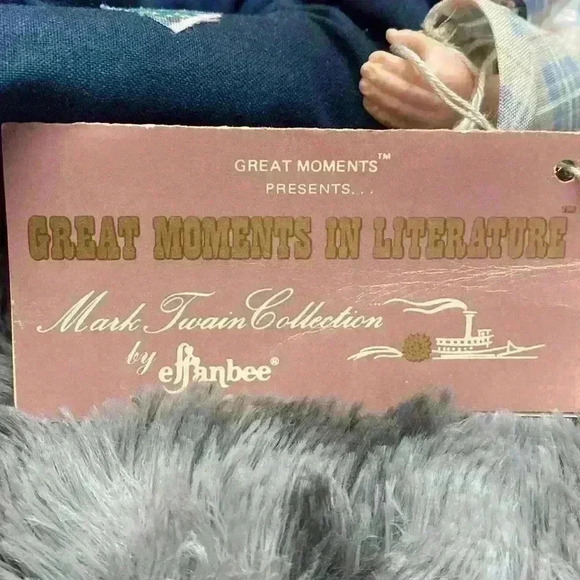 GREAT MOMENTS™
PRESENTS...
GREAT MOMENTS IN LITERATURE™
Mark Twain Collection
by effanbee®